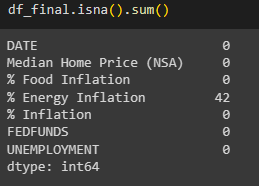 df_final.isna().sum()
DATE 0
Median Home Price (NSA) 0
% Food Inflation 0
% Energy Inflation 42
% Inflation 0
FEDFUNDS 0
UNEMPLOYMENT 0
dtype: int64